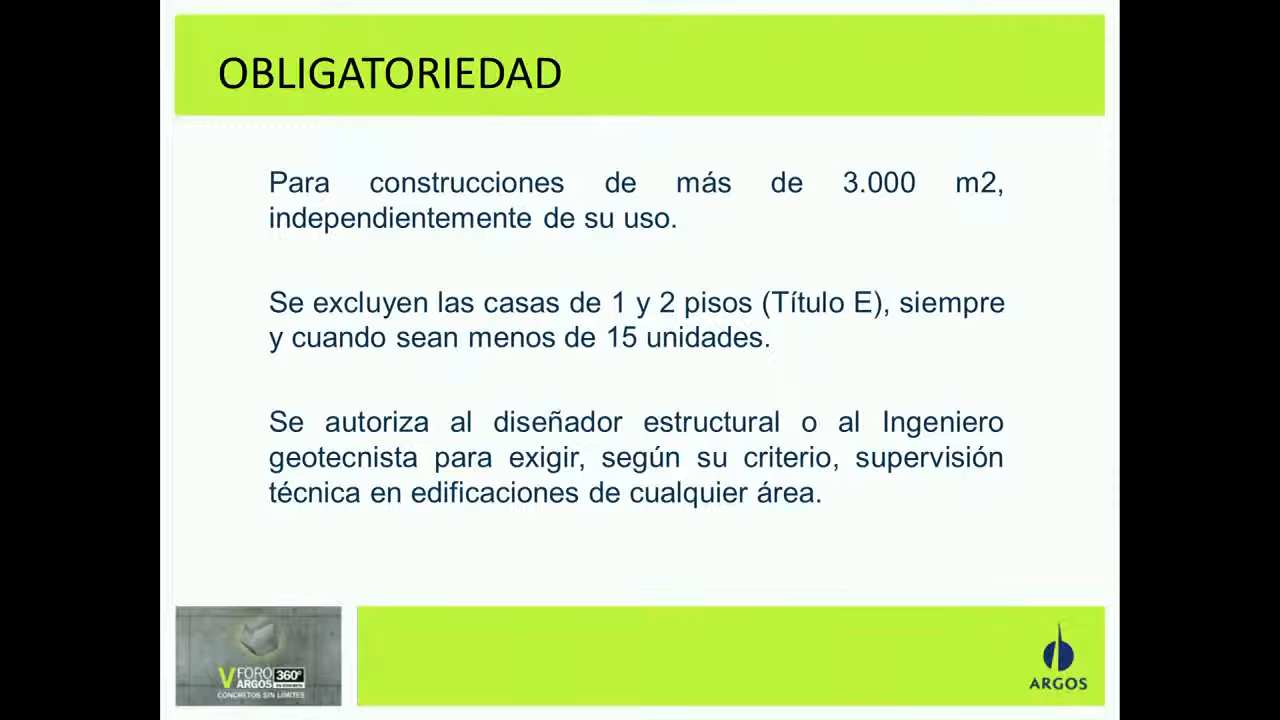 OBLIGATORIEDAD
Para construcciones de más de 3.000 m2,
independientemente de su uso.
Se excluyen las casas de 1 y 2 pisos (Título E), siempre
y cuando sean menos de 15 unidades.
Se autoriza al diseñador estructural o al Ingeniero
geotecnista para exigir, según su criterio, supervisión
técnica en edificaciones de cualquier área.
V FORO 360°
ARGOS
CONCRETOS SIN LÍMITES
ARGOS